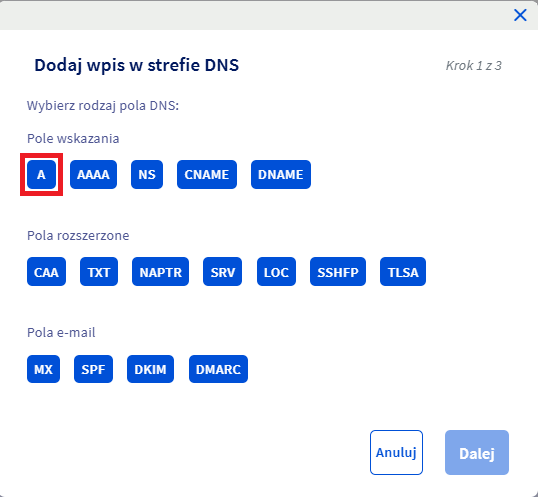 Dodaj wpis w strefie DNS Krok 1 z 3
Wybierz rodzaj pola DNS:
Pole wskazania
A AAAA NS CNAME DNAME
Pola rozszerzone
CAA TXT NAPTR SRV LOC SSHFP TLSA
Pola e-mail
MX SPF DKIM DMARC
Anuluj Dalej